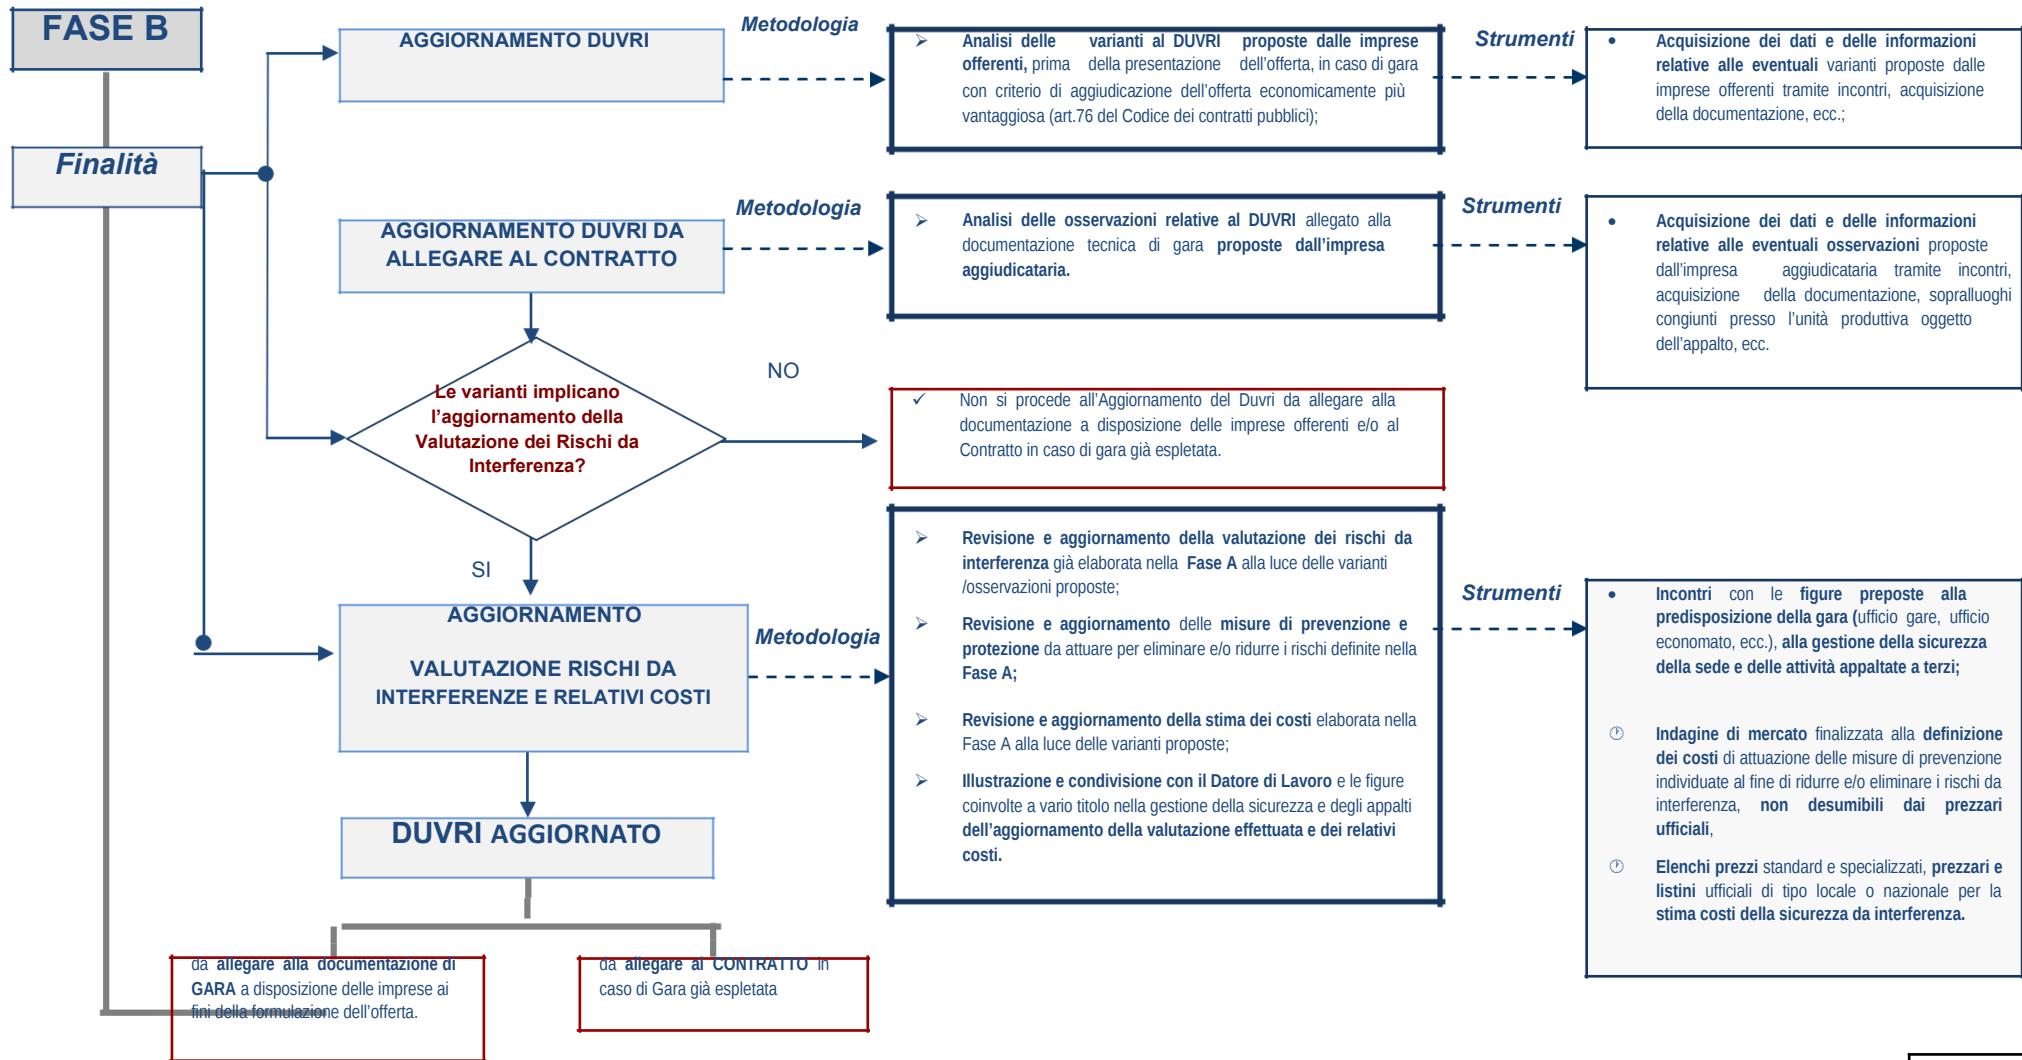 FASE B
Finalità
AGGIORNAMENTO DUVRI
Metodologia
➢ Analisi delle varianti al DUVRI proposte dalle imprese
offerenti, prima della presentazione dell’offerta, in caso di gara
con criterio di aggiudicazione dell’offerta economicamente più
vantaggiosa (art.76 del Codice dei contratti pubblici);
Strumenti
• Acquisizione dei dati e delle informazioni
relative alle eventuali varianti proposte dalle
imprese offerenti tramite incontri, acquisizione
della documentazione, ecc.;
AGGIORNAMENTO DUVRI DA
ALLEGARE AL CONTRATTO
Metodologia
➢ Analisi delle osservazioni relative al DUVRI allegato alla
documentazione tecnica di gara proposte dall’impresa
aggiudicataria.
Strumenti
• Acquisizione dei dati e delle informazioni
relative alle eventuali osservazioni proposte
dall’impresa aggiudicataria tramite incontri,
acquisizione della documentazione, sopralluoghi
congiunti presso l’unità produttiva oggetto
dell’appalto, ecc.
Le varianti implicano
l’aggiornamento della
Valutazione dei Rischi da
Interferenza?
NO
✓ Non si procede all’Aggiornamento del Duvri da allegare alla
documentazione a disposizione delle imprese offerenti e/o al
Contratto in caso di gara già espletata.
SI
AGGIORNAMENTO
VALUTAZIONE RISCHI DA
INTERFERENZE E RELATIVI COSTI
Metodologia
➢ Revisione e aggiornamento della valutazione dei rischi da
interferenza già elaborata nella Fase A alla luce delle varianti
/osservazioni proposte;
➢ Revisione e aggiornamento delle misure di prevenzione e
protezione da attuare per eliminare e/o ridurre i rischi definite nella
Fase A;
➢ Revisione e aggiornamento della stima dei costi elaborata nella
Fase A alla luce delle varianti proposte;
➢ Illustrazione e condivisione con il Datore di Lavoro e le figure
coinvolte a vario titolo nella gestione della sicurezza e degli appalti
dell’aggiornamento della valutazione effettuata e dei relativi
costi.
Strumenti
• Incontri con le figure preposte alla
predisposizione della gara (ufficio gare, ufficio
economato, ecc.), alla gestione della sicurezza
della sede e delle attività appaltate a terzi;
Indagine di mercato finalizzata alla definizione
dei costi di attuazione delle misure di prevenzione
individuate al fine di ridurre e/o eliminare i rischi da
interferenza, non desumibili dai prezzari
ufficiali,
Elenchi prezzi standard e specializzati, prezzari e
listini ufficiali di tipo locale o nazionale per la
stima costi della sicurezza da interferenza.
DUVRI AGGIORNATO
da allegare alla documentazione di
GARA a disposizione delle imprese ai
fini della formulazione dell’offerta.
da allegare al CONTRATTO in
caso di Gara già espletata